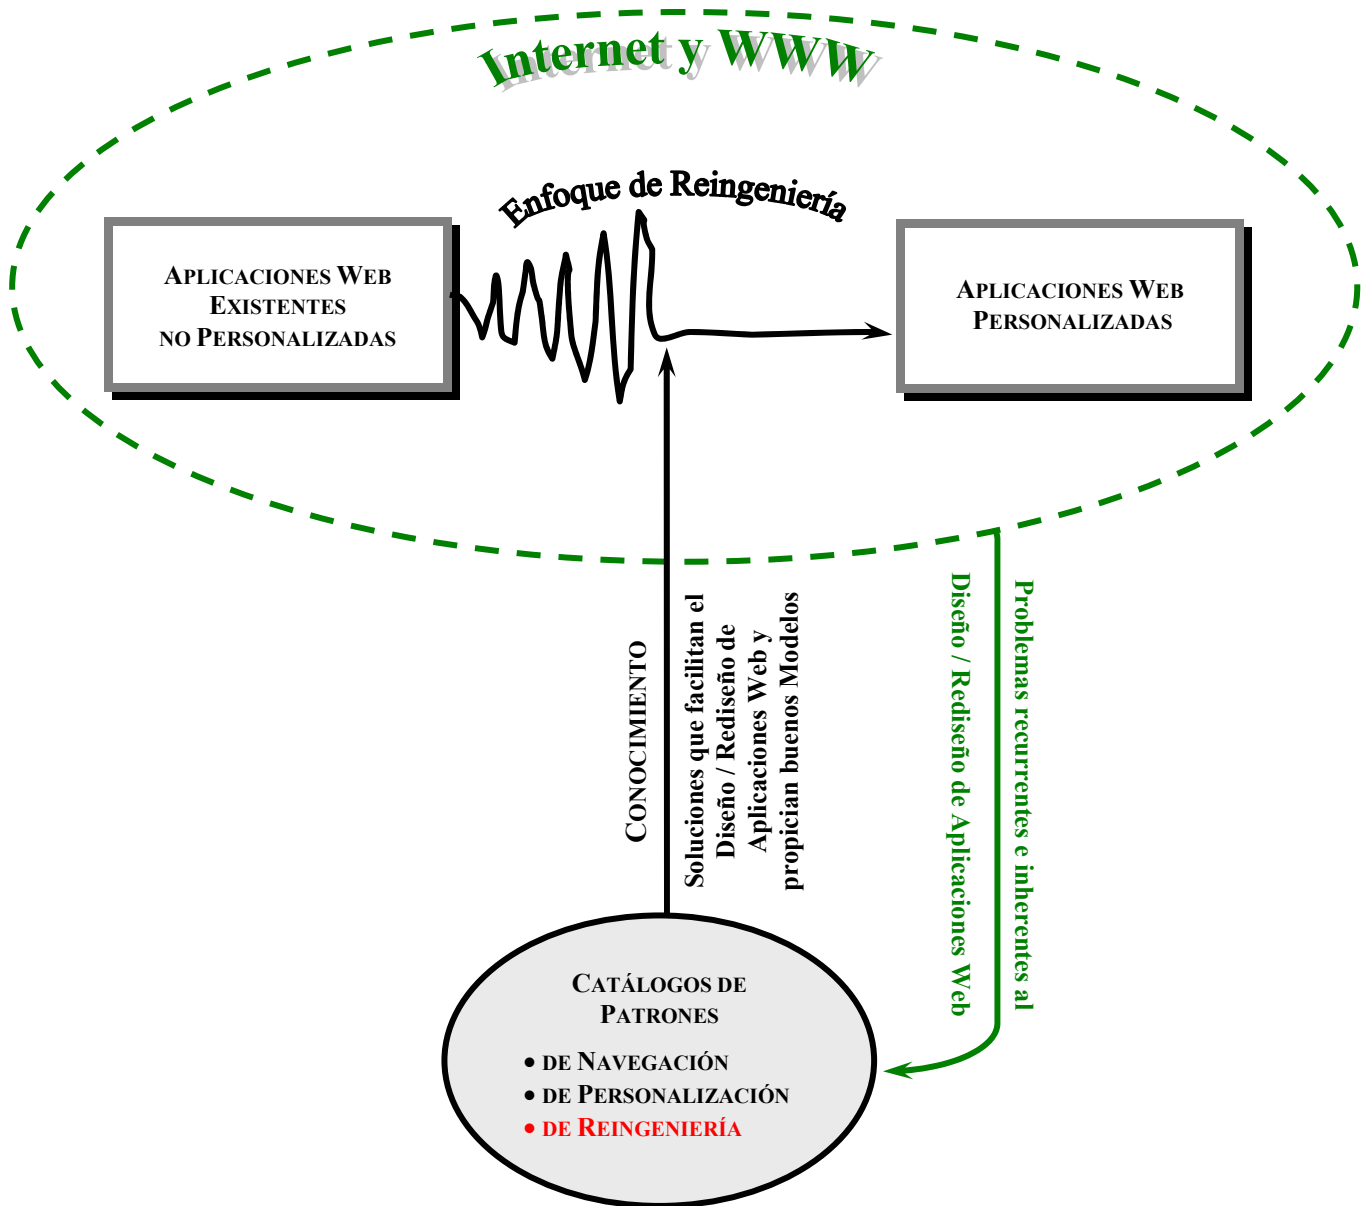 Internet y WWW
Enfoque de Reingeniería
APLICACIONES WEB
EXISTENTES
NO PERSONALIZADAS
APLICACIONES WEB
PERSONALIZADAS
CONOCIMIENTO
Soluciones que facilitan el
Diseño / Rediseño de
Aplicaciones Web y
propician buenos Modelos
Problemas recurrentes e inherentes al
Diseño / Rediseño de Aplicaciones Web
CATÁLOGOS DE
PATRONES
• DE NAVEGACIÓN
• DE PERSONALIZACIÓN
• DE REINGENIERÍA